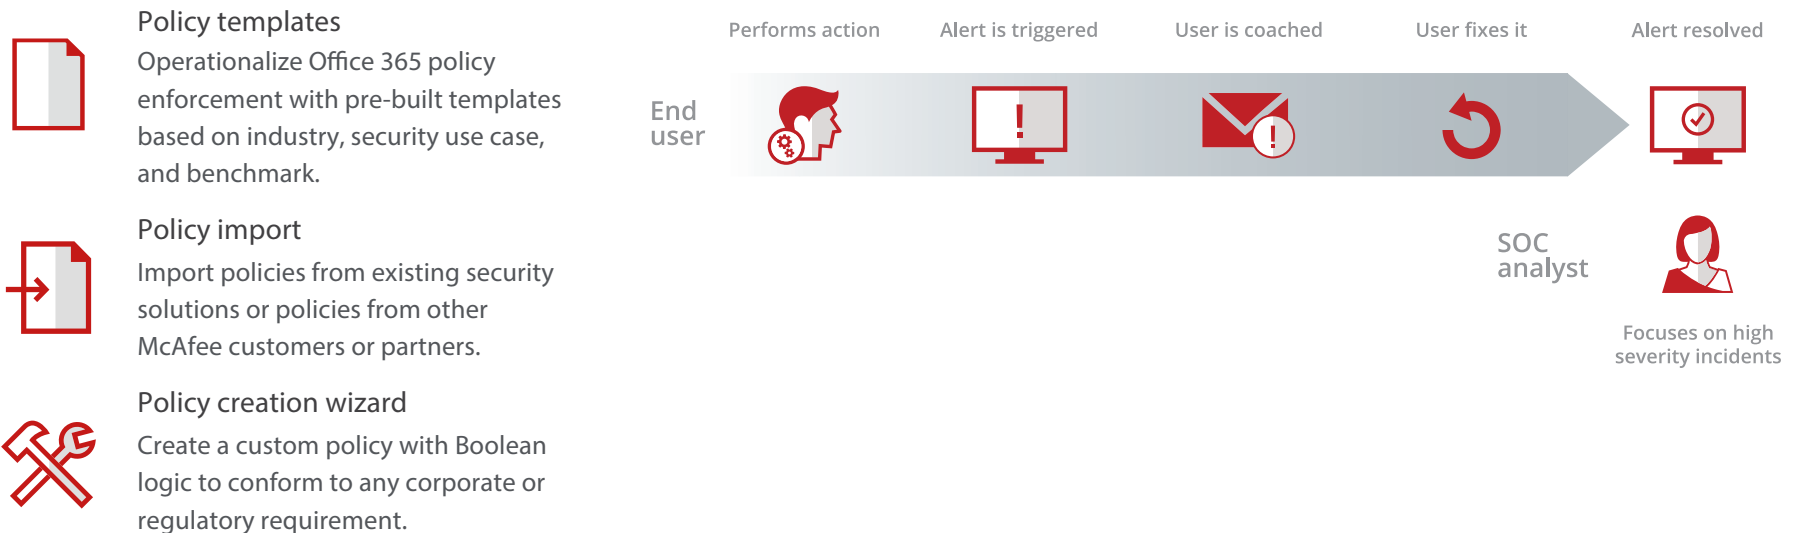 Policy templates
Operationalize Office 365 policy
enforcement with pre-built templates
based on industry, security use case,
and benchmark.
Policy import
Import policies from existing security
solutions or policies from other
McAfee customers or partners.
Policy creation wizard
Create a custom policy with Boolean
logic to conform to any corporate or
regulatory requirement.
Performs action
Alert is triggered
User is coached
User fixes it
Alert resolved
End
user
!
!
SOC
analyst
Focuses on high
severity incidents